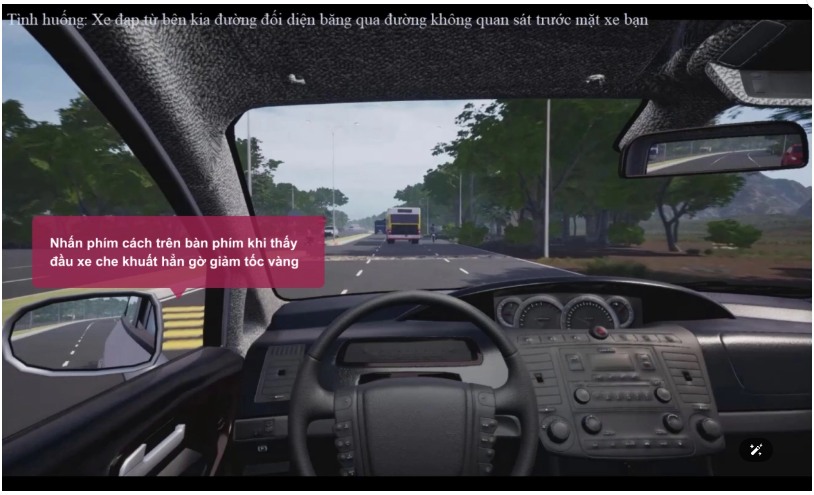 Tình huống: Xe đạp từ bên kia đường đối diện băng qua đường không quan sát trước mặt xe bạn
Nhấn phím cách trên bàn phím khi thấy
đầu xe che khuất hẳn gờ giảm tốc vàng